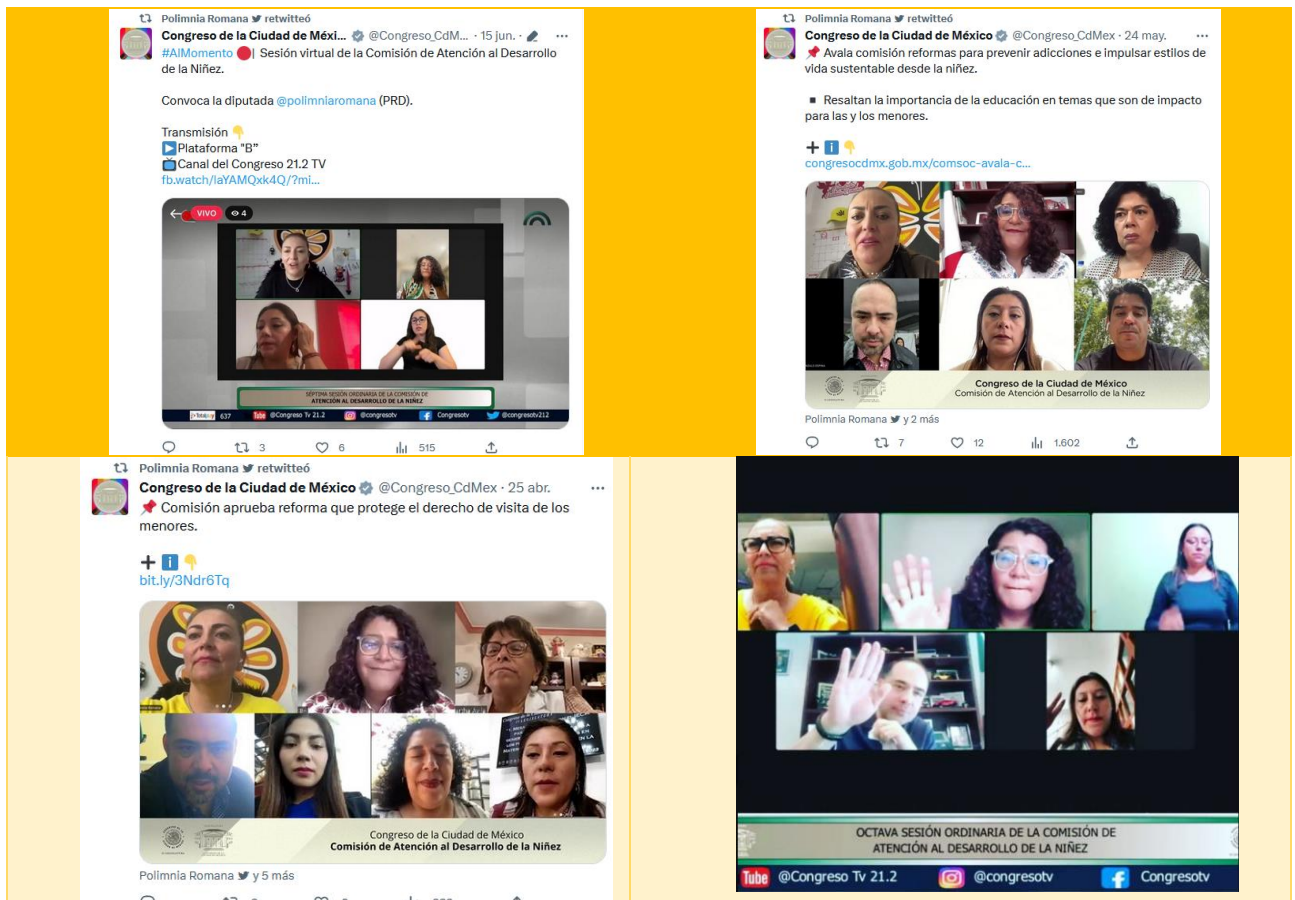 Polimnia Romana retwitteó
Congreso de la Ciudad de Méxi... @Congreso_CdM... · 15 jun. ·
#AlMomento | Sesión virtual de la Comisión de Atención al Desarrollo
de la Niñez.
Convoca la diputada @polimniaromana (PRD).
Transmisión
Plataforma "B"
Canal del Congreso 21.2 TV
fb.watch/laYAMQxk4Q/?mi...
VIVO 4
SÉPTIMA SESIÓN ORDINARIA DE LA COMISIÓN DE
ATENCIÓN AL DESARROLLO DE LA NIÑEZ
Totalplay 637 Tube @Congreso Tv 21.2 @congresotv Congresotv @congresotv212
3 6 515
Polimnia Romana retwitteó
Congreso de la Ciudad de México @Congreso_CdMex · 24 may.
Avala comisión reformas para prevenir adicciones e impulsar estilos de
vida sustentable desde la niñez.
Resaltan la importancia de la educación en temas que son de impacto
para las y los menores.
congresocdmx.gob.mx/comsoc-avala-c...
Congreso de la Ciudad de México
Comisión de Atención al Desarrollo de la Niñez
Polimnia Romana y 2 más
7 12 1.602
Polimnia Romana retwitteó
Congreso de la Ciudad de México @Congreso_CdMex · 25 abr.
Comisión aprueba reforma que protege el derecho de visita de los
menores.
bit.ly/3Ndr6Tq
Congreso de la Ciudad de México
Comisión de Atención al Desarrollo de la Niñez
Polimnia Romana y 5 más
OCTAVA SESIÓN ORDINARIA DE LA COMISIÓN DE
ATENCIÓN AL DESARROLLO DE LA NIÑEZ
Tube @Congreso Tv 21.2 @congresotv Congresotv